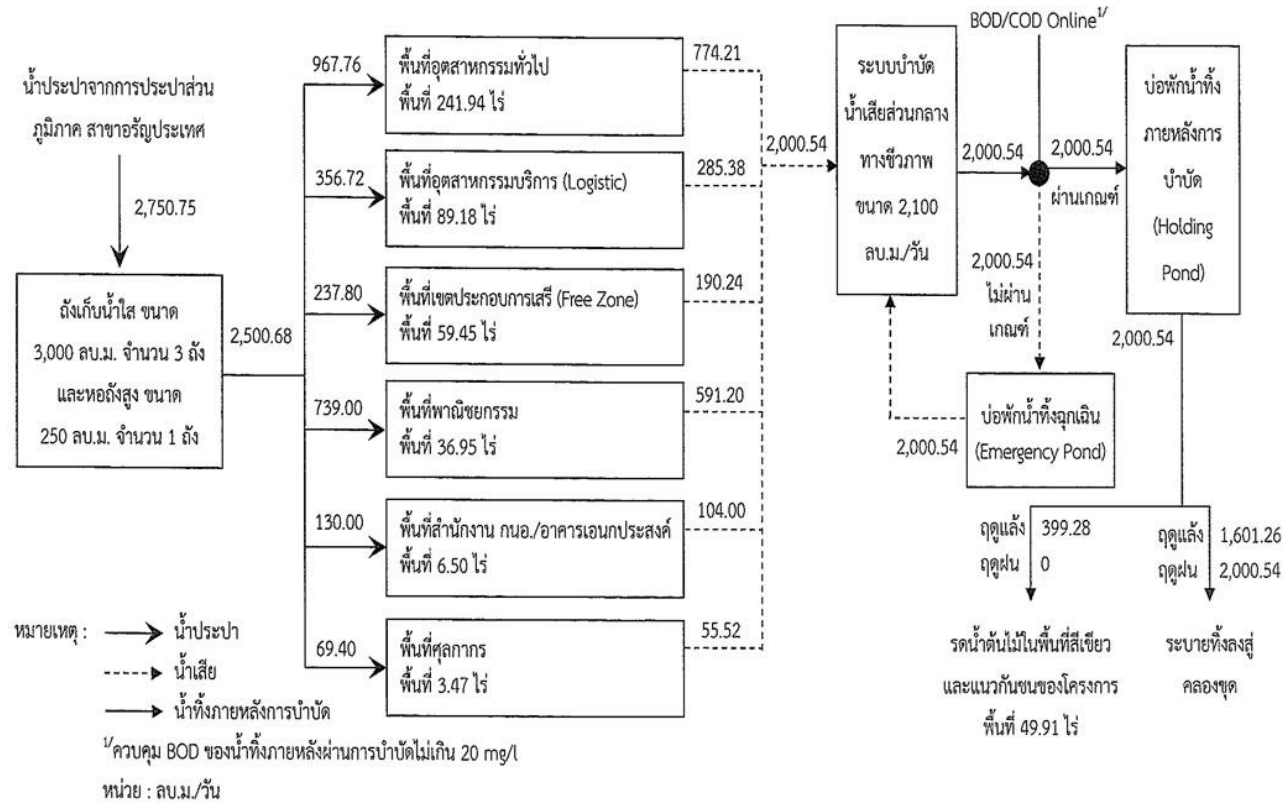 น้ำประปาจากการประปาส่วน
ภูมิภาค สาขาอรัญประเทศ
2,750.75
ถังเก็บน้ำใส ขนาด
3,000 ลบ.ม. จำนวน 3 ถัง
และหอถังสูง ขนาด
250 ลบ.ม. จำนวน 1 ถัง
2,500.68
967.76
พื้นที่อุตสาหกรรมทั่วไป
พื้นที่ 241.94 ไร่
774.21
356.72
พื้นที่อุตสาหกรรมบริการ (Logistic)
พื้นที่ 89.18 ไร่
285.38
237.80
พื้นที่เขตประกอบการเสรี (Free Zone)
พื้นที่ 59.45 ไร่
190.24
739.00
พื้นที่พาณิชยกรรม
พื้นที่ 36.95 ไร่
591.20
130.00
พื้นที่สำนักงาน กนอ./อาคารเอนกประสงค์
พื้นที่ 6.50 ไร่
104.00
69.40
พื้นที่ศุลกากร
พื้นที่ 3.47 ไร่
55.52
2,000.54
ระบบบำบัด
น้ำเสียส่วนกลาง
ทางชีวภาพ
ขนาด 2,100
ลบ.ม./วัน
2,000.54
BOD/COD Online1/
2,000.54
ผ่านเกณฑ์
บ่อพักน้ำทิ้ง
ภายหลังการ
บำบัด
(Holding
Pond)
2,000.54
ไม่ผ่าน
เกณฑ์
บ่อพักน้ำทิ้งฉุกเฉิน
(Emergency Pond)
2,000.54
2,000.54
ฤดูแล้ง 399.28
ฤดูฝน 0
รดน้ำต้นไม้ในพื้นที่สีเขียว
และแนวกันชนของโครงการ
พื้นที่ 49.91 ไร่
ฤดูแล้ง 1,601.26
ฤดูฝน 2,000.54
ระบายทิ้งลงสู่
คลองขุด
หมายเหตุ : น้ำประปา
น้ำเสีย
น้ำทิ้งภายหลังการบำบัด
1/ควบคุม BOD ของน้ำทิ้งภายหลังผ่านการบำบัดไม่เกิน 20 mg/l
หน่วย : ลบ.ม./วัน